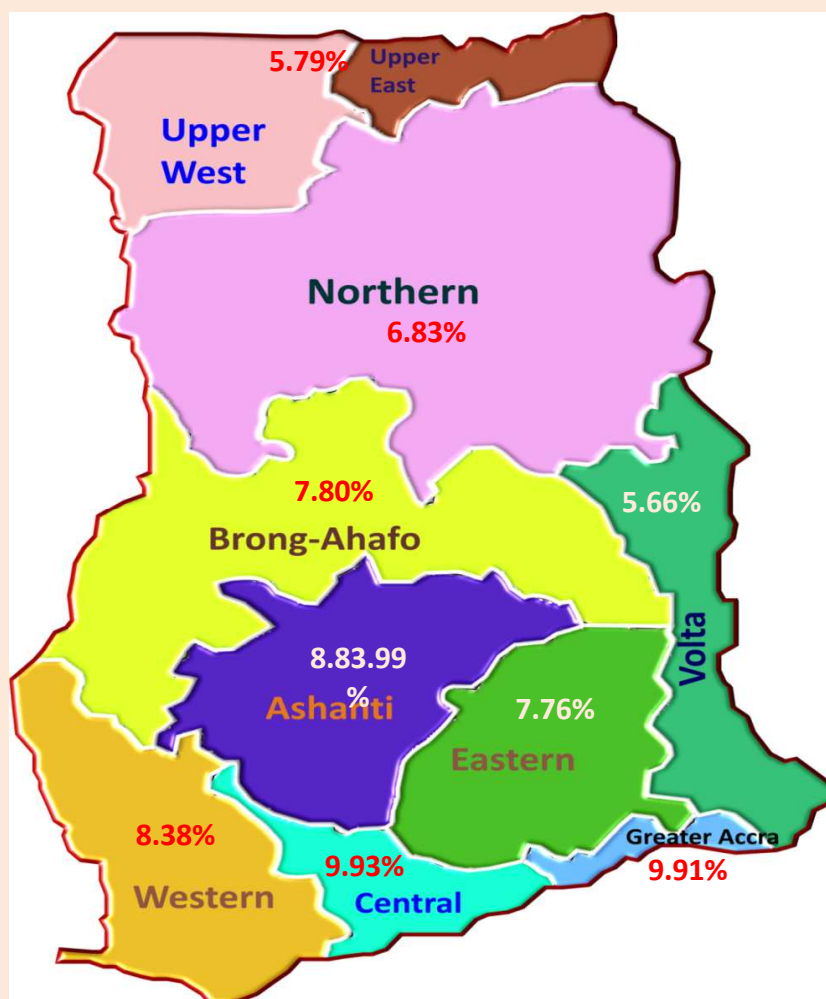 5.79%
Upper
East
Upper
West
Northern
6.83%
7.80%
5.66%
Brong-Ahafo
Volta
8.83.99
%
Ashanti
7.76%
Eastern
8.38%
Greater Accra
9.93%
9.91%
Western
Central